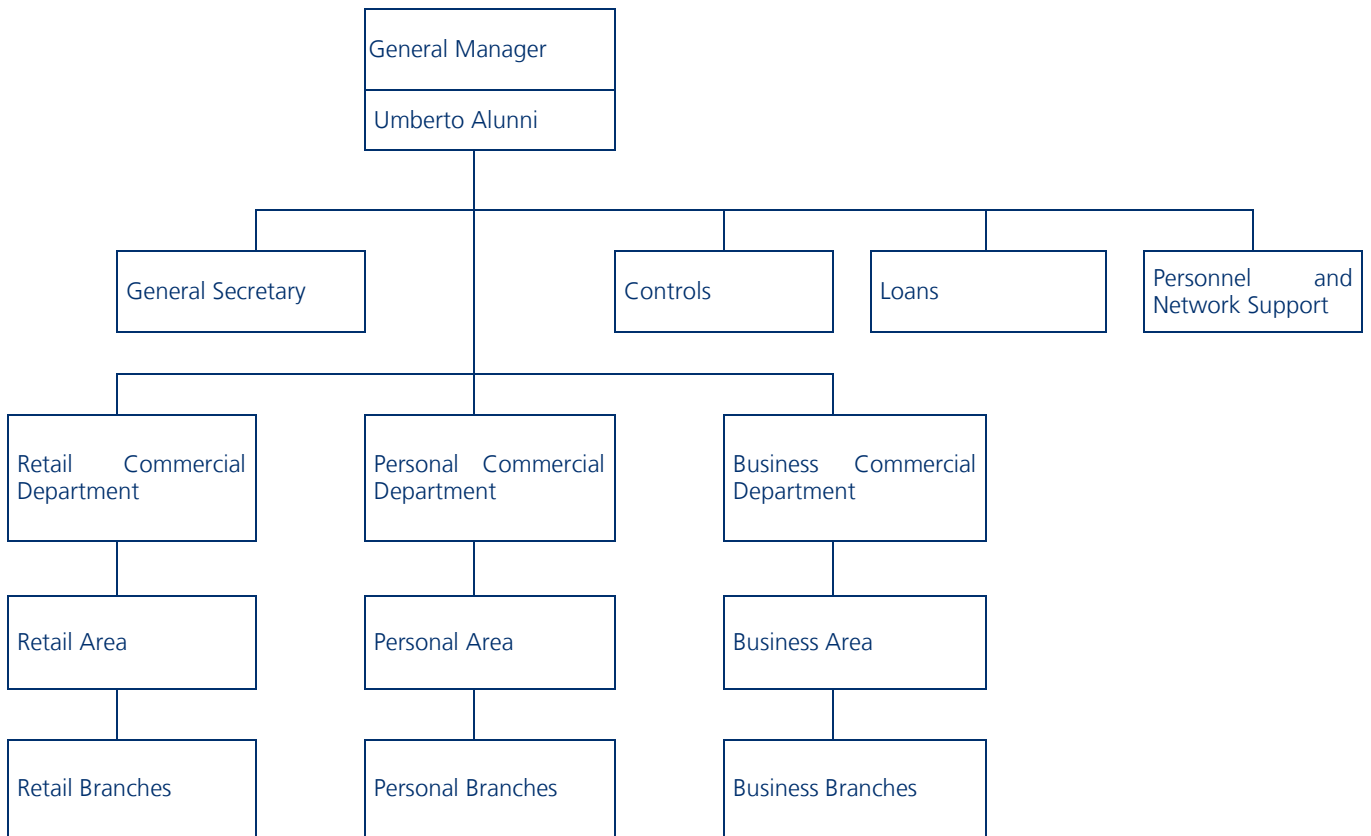 General Manager
Umberto Alunni
General Secretary
Controls
Loans
Personnel and
Network Support
Retail Commercial
Department
Personal Commercial
Department
Business Commercial
Department
Retail Area
Personal Area
Business Area
Retail Branches
Personal Branches
Business Branches